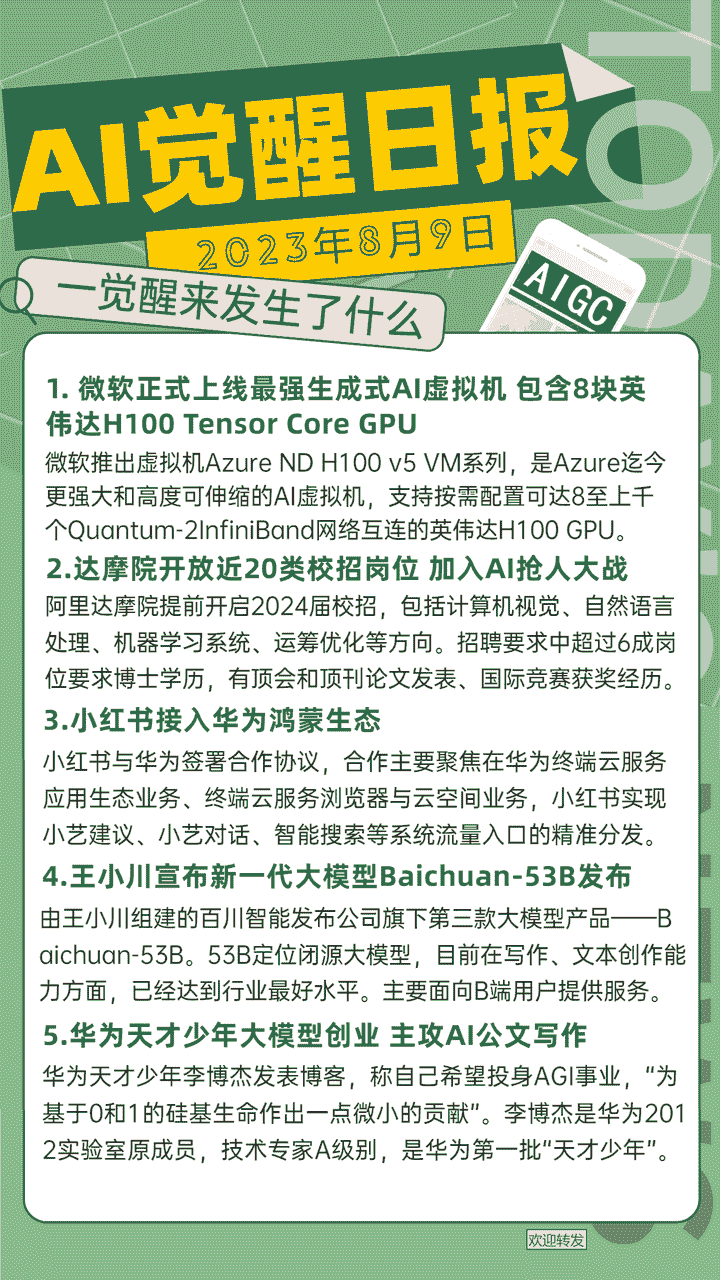 AI觉醒日报
2023年8月9日
一觉醒来发生了什么
AIGC
1. 微软正式上线最强生成式AI虚拟机 包含8块英
伟达H100 Tensor Core GPU
微软推出虚拟机Azure ND H100 v5 VM系列，是Azure迄今
更强大和高度可伸缩的AI虚拟机，支持按需配置可达8至上千
个Quantum-2InfiniBand网络互连的英伟达H100 GPU。
2.达摩院开放近20类校招岗位 加入AI抢人大战
阿里达摩院提前开启2024届校招，包括计算机视觉、自然语言
处理、机器学习系统、运筹优化等方向。招聘要求中超过6成岗
位要求博士学历，有顶会和顶刊论文发表、国际竞赛获奖经历。
3.小红书接入华为鸿蒙生态
小红书与华为签署合作协议，合作主要聚焦在华为终端云服务
应用生态业务、终端云服务浏览器与云空间业务，小红书实现
小艺建议、小艺对话、智能搜索等系统流量入口的精准分发。
4.王小川宣布新一代大模型Baichuan-53B发布
由王小川组建的百川智能发布公司旗下第三款大模型产品——B
aichuan-53B。53B定位闭源大模型，目前在写作、文本创作能
力方面，已经达到行业最好水平。主要面向B端用户提供服务。
5.华为天才少年大模型创业 主攻AI公文写作
华为天才少年李博杰发表博客，称自己希望投身AGI事业，“为
基于0和1的硅基生命作出一点微小的贡献”。李博杰是华为201
2实验室原成员，技术专家A级别，是华为第一批“天才少年”。
欢迎转发